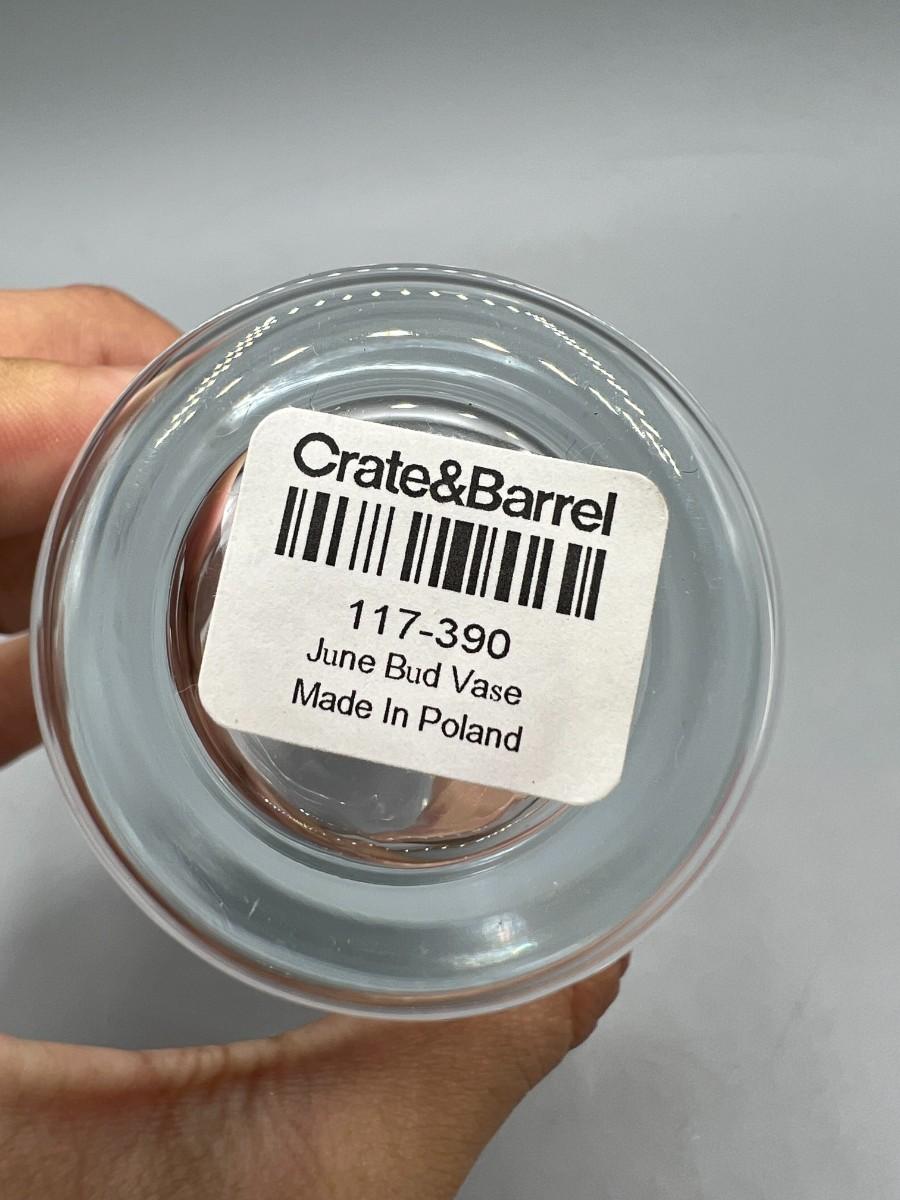 Crate&Barrel
117-390
June Bud Vase
Made In Poland